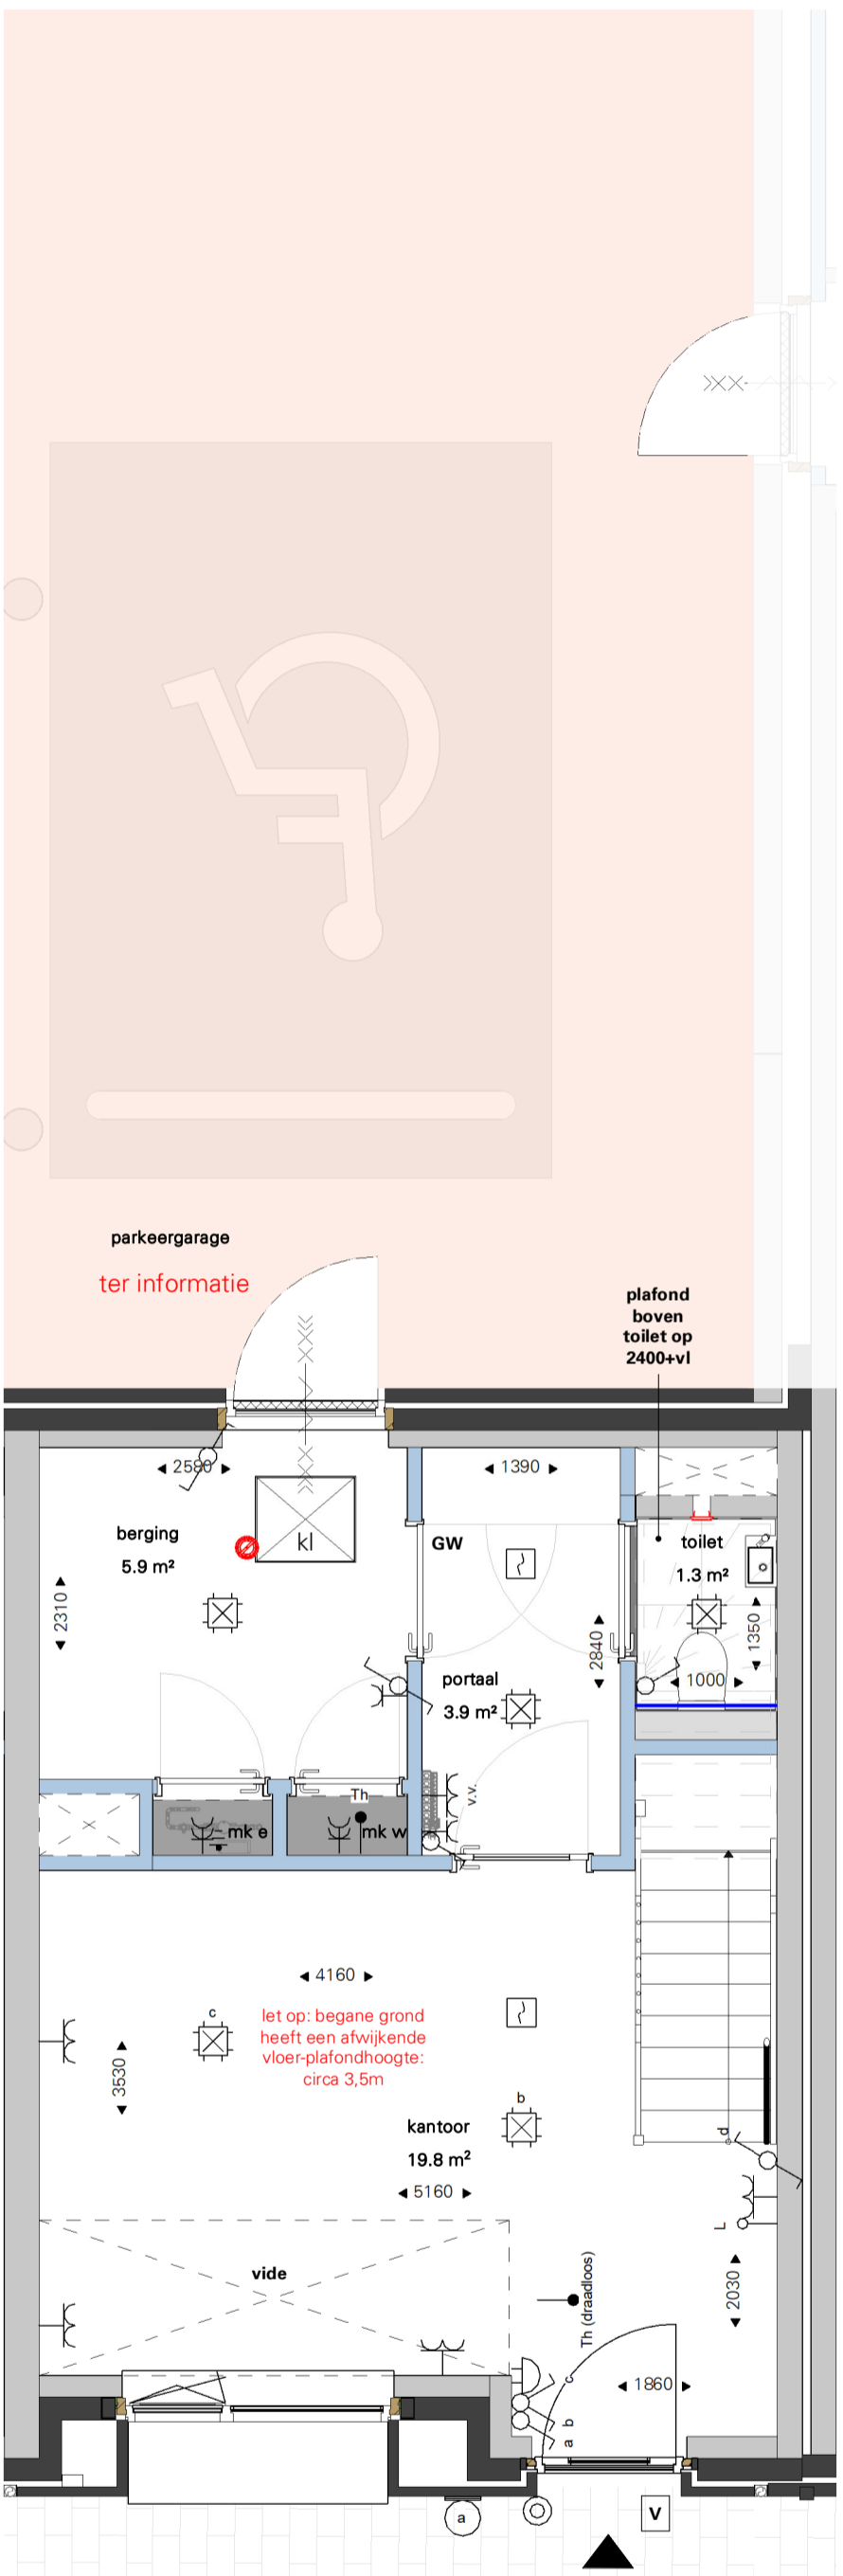 parkeergarage
ter informatie
plafond
boven
toilet op
2400+vl
2580
1390
berging
5.9 m²
kl
GW
toilet
1.3 m²
2310
2840
1350
1000
portaal
3.9 m²
v.v.
Th
mk e
mk w
4160
c
let op: begane grond
heeft een afwijkende
vloer-plafondhoogte:
circa 3,5m
3530
b
kantoor
19.8 m²
5160
d
L
vide
Th (draadloos)
2030
1860
c
b
a
a
V